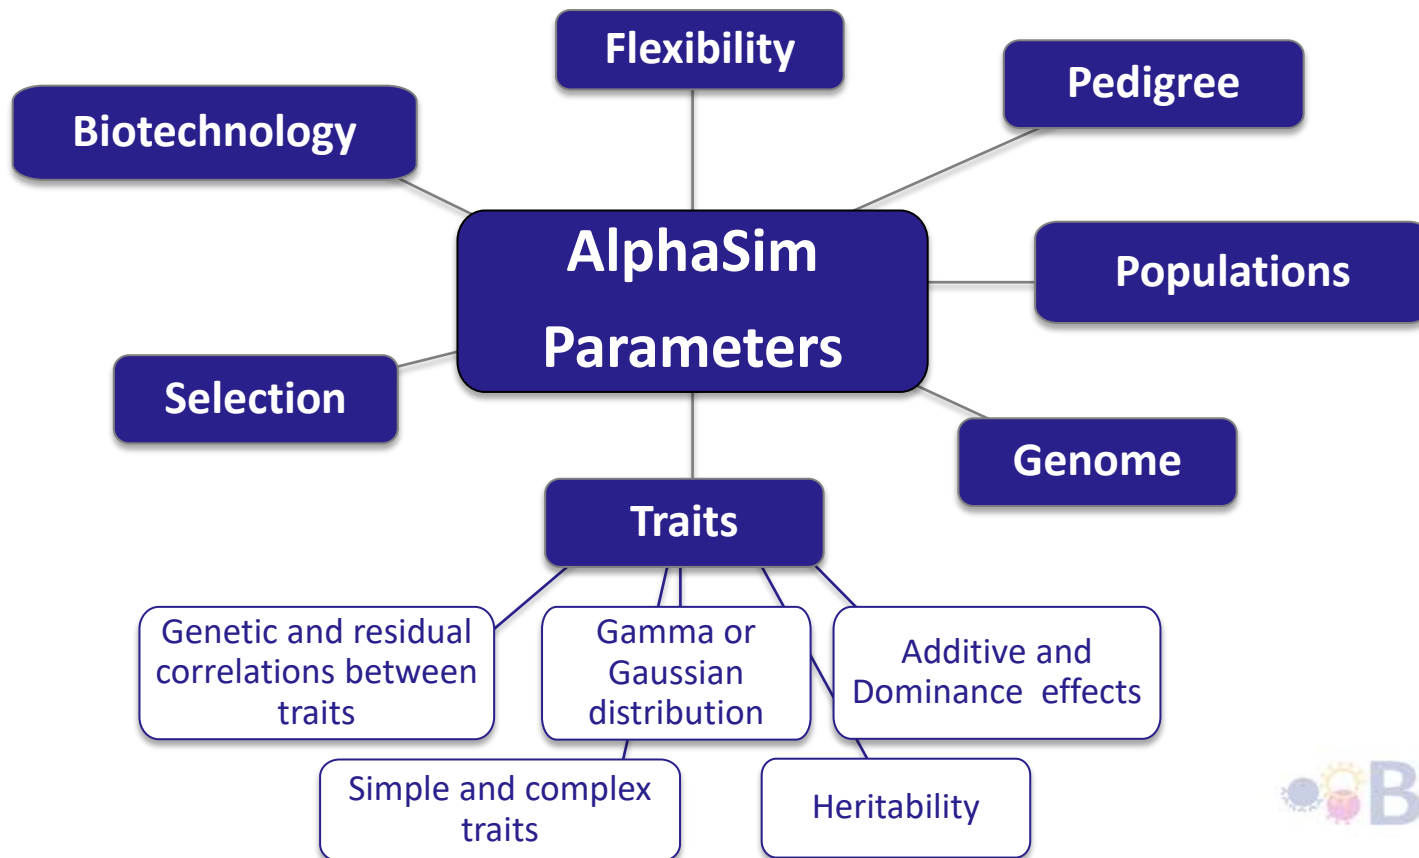 Flexibility
Pedigree
Biotechnology
AlphaSim
Parameters
Populations
Selection
Genome
Traits
Genetic and residual
correlations between
traits
Gamma or
Gaussian
distribution
Additive and
Dominance  effects
Simple and complex
traits
Heritability
B